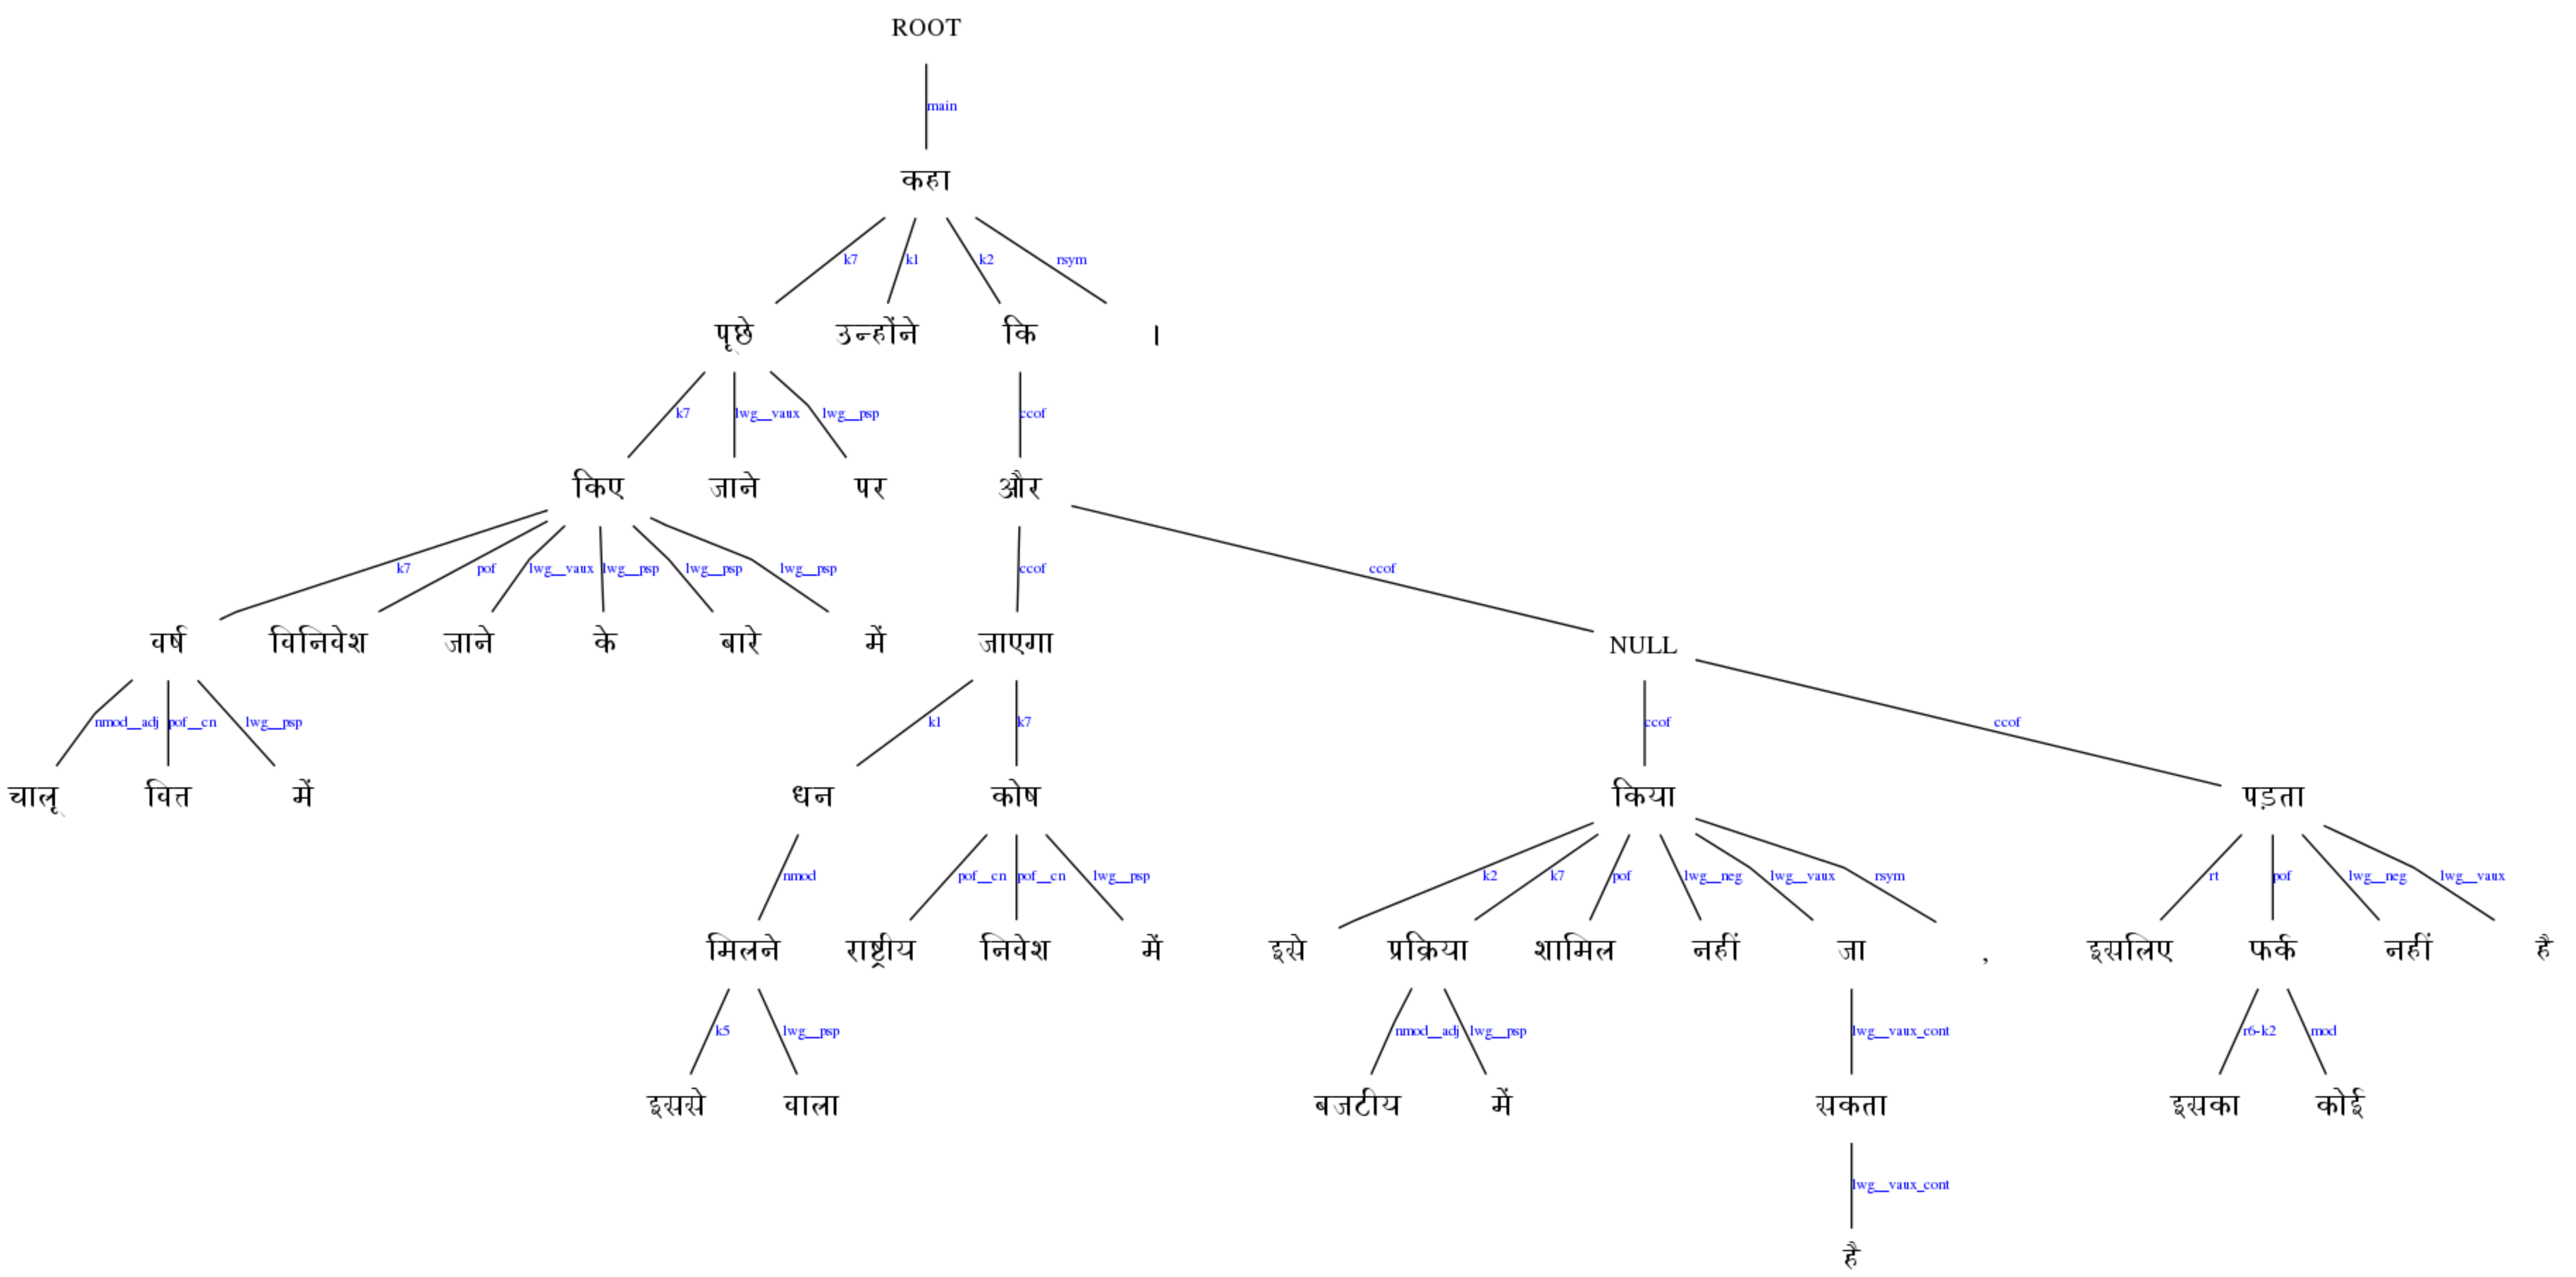 ROOT
main
कहा
k7 k1 k2 rsym
पूछे उन्होंने कि ।
k7 lwg__vaux lwg__psp ccof
किए जाने पर और
k7 pof lwg__vaux lwg__psp lwg__psp lwg__psp ccof ccof
वर्ष विनिवेश जाने के बारे में जाएगा NULL
nmod__adj pof__cn lwg__psp k1 k7 ccof ccof
चालू वित्त में धन कोष किया पड़ता
nmod pof__cn pof__cn lwg__psp k2 k7 pof lwg__neg lwg__vaux rsym rt pof lwg__neg lwg__vaux
मिलने राष्ट्रीय निवेश में इसे प्रक्रिया शामिल नहीं जा , इसलिए फर्क नहीं है
k5 lwg__psp nmod__adj lwg__psp lwg__vaux_cont r6-k2 mod
इससे वाला बजटीय में सकता इसका कोई
lwg__vaux_cont
है